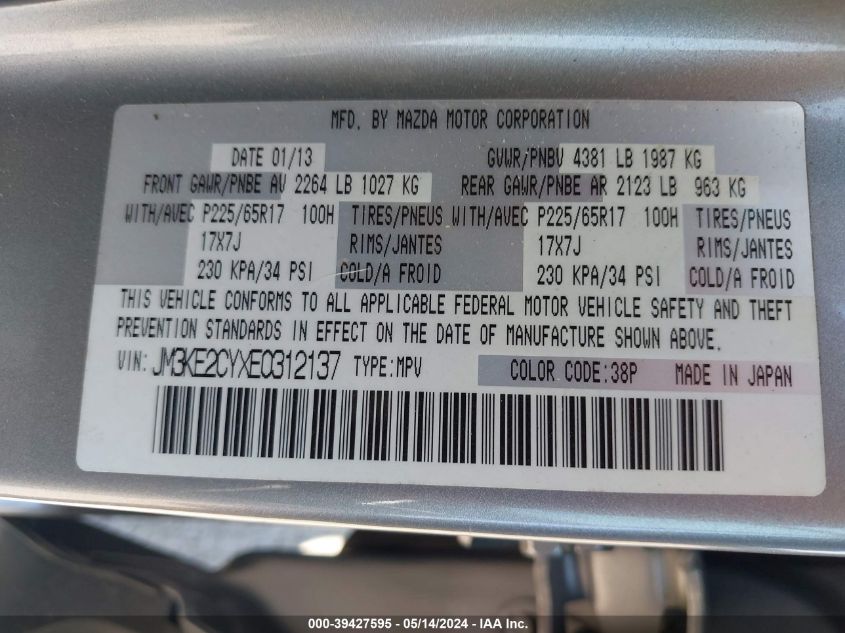 MFD. BY MAZDA MOTOR CORPORATION
DATE 01/13 GVWR/PNBV 4381 LB 1987 KG
FRONT GAWR/PNBE AV 2264 LB 1027 KG REAR GAWR/PNBE AR 2123 LB 963 KG
WITH/AVEC P225/65R17 100H TIRES/PNEUS WITH/AVEC P225/65R17 100H TIRES/PNEUS
17X7J RIMS/JANTES 17X7J RIMS/JANTES
230 KPA/34 PSI COLD/A FROID 230 KPA/34 PSI COLD/A FROID
THIS VEHICLE CONFORMS TO ALL APPLICABLE FEDERAL MOTOR VEHICLE SAFETY AND THEFT
PREVENTION STANDARDS IN EFFECT ON THE DATE OF MANUFACTURE SHOWN ABOVE.
VIN: JM3KE2CYXE0312137 TYPE:MPV COLOR CODE:38P MADE IN JAPAN
000-39427595 - 05/14/2024 - IAA Inc.